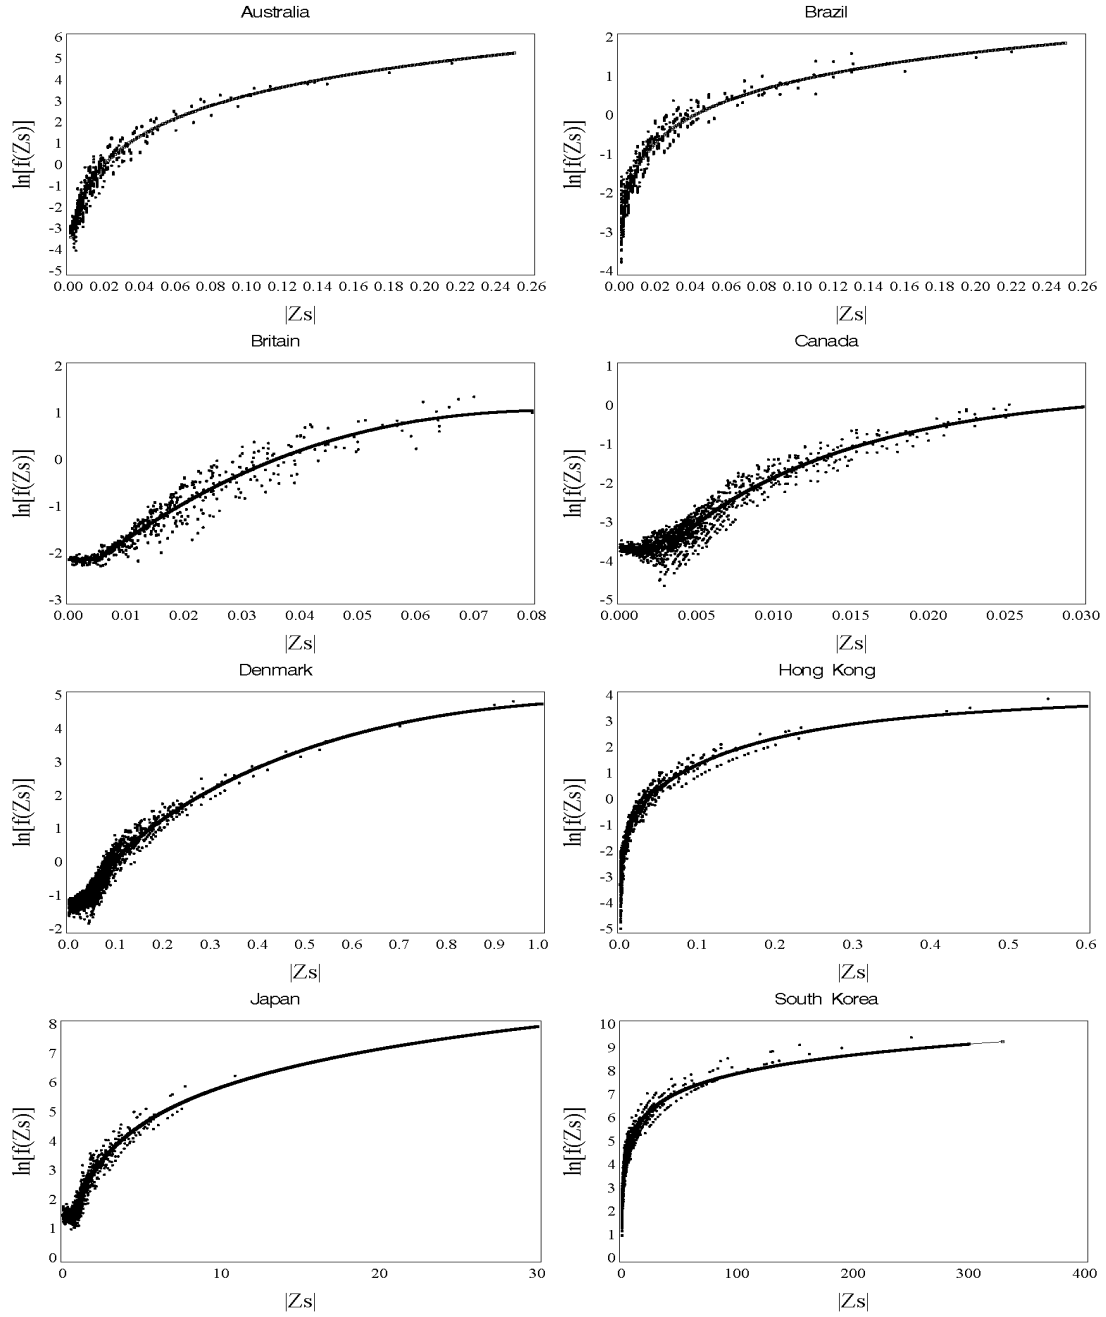 Australia
6
5
4
3
2
1
0
-1
-2
-3
-4
-5
ln[f(Zs)]
0.00 0.02 0.04 0.06 0.08 0.10 0.12 0.14 0.16 0.18 0.20 0.22 0.24 0.26
|Zs|
Brazil
2
1
0
-1
-2
-3
-4
ln[f(Zs)]
0.00 0.02 0.04 0.06 0.08 0.10 0.12 0.14 0.16 0.18 0.20 0.22 0.24 0.26
|Zs|
Britain
2
1
0
-1
-2
-3
ln[f(Zs)]
0.00 0.01 0.02 0.03 0.04 0.05 0.06 0.07 0.08
|Zs|
Canada
1
0
-1
-2
-3
-4
-5
ln[f(Zs)]
0.000 0.005 0.010 0.015 0.020 0.025 0.030
|Zs|
Denmark
5
4
3
2
1
0
-1
-2
ln[f(Zs)]
0.0 0.1 0.2 0.3 0.4 0.5 0.6 0.7 0.8 0.9 1.0
|Zs|
Hong Kong
4
3
2
1
0
-1
-2
-3
-4
-5
ln[f(Zs)]
0.0 0.1 0.2 0.3 0.4 0.5 0.6
|Zs|
Japan
8
7
6
5
4
3
2
1
0
ln[f(Zs)]
0 10 20 30
|Zs|
South Korea
10
9
8
7
6
5
4
3
2
1
0
ln[f(Zs)]
0 100 200 300 400
|Zs|